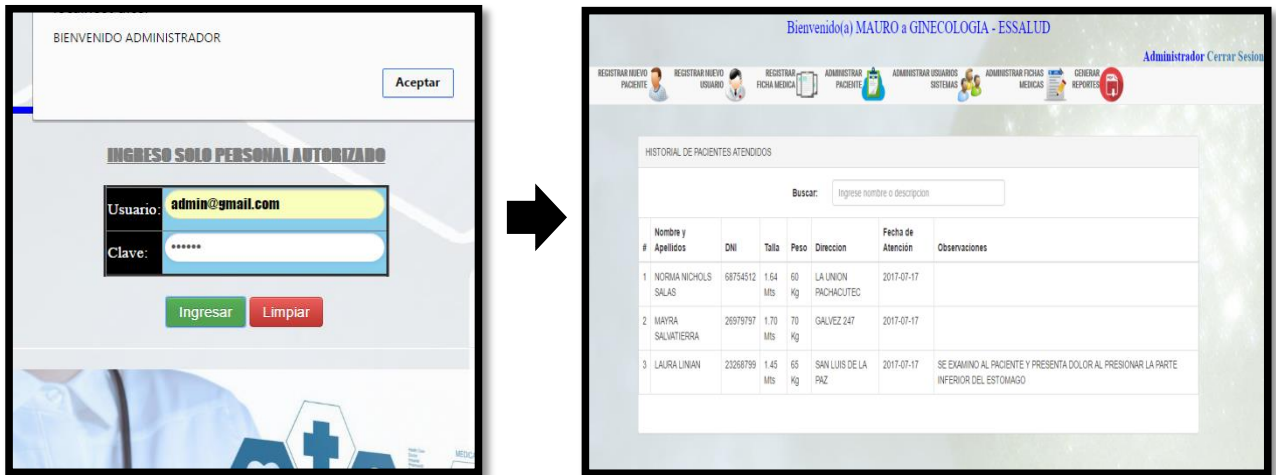 BIENVENIDO ADMINISTRADOR
Aceptar
INGRESO SOLO PERSONAL AUTORIZADO
Usuario: admin@gmail.com
Clave: ••••••
Ingresar Limpiar
Bienvenido(a) MAURO a GINECOLOGIA - ESSALUD
Administrador Cerrar Sesion
REGISTRAR NUEVO
PACIENTE
REGISTRAR NUEVO
USUARIO
REGISTRAR
FICHA MEDICA
ADMINISTRAR
PACIENTE
ADMINISTRAR USUARIOS
SISTEMAS
ADMINISTRAR FICHAS
MEDICAS
GENERAR
REPORTES
HISTORIAL DE PACIENTES ATENDIDOS
Buscar: Ingrese nombre o descripcion
# Nombre y Apellidos DNI Talla Peso Direccion Fecha de Atención Observaciones
1 NORMA NICHOLS SALAS 68754512 1.64 Mts 60 Kg LA UNION PACHACUTEC 2017-07-17
2 MAYRA SALVATIERRA 26979797 1.70 Mts 70 Kg GALVEZ 247 2017-07-17
3 LAURA LINIAN 23268799 1.45 Mts 65 Kg SAN LUIS DE LA PAZ 2017-07-17 SE EXAMINO AL PACIENTE Y PRESENTA DOLOR AL PRESIONAR LA PARTE INFERIOR DEL ESTOMAGO